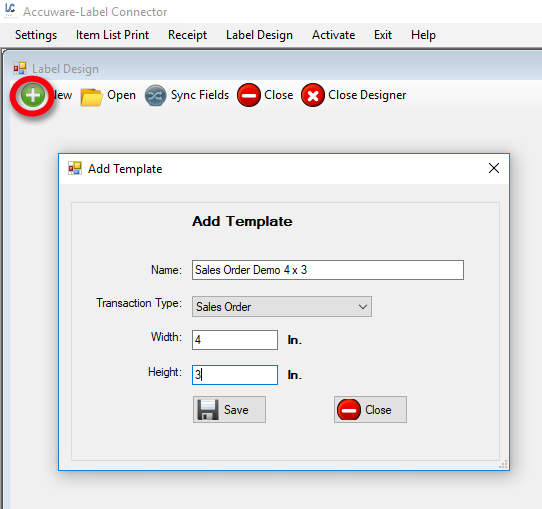 Accuware-Label Connector
Settings Item List Print Receipt Label Design Activate Exit Help
Label Design
Open Sync Fields Close Close Designer
Add Template
Add Template
Name: Sales Order Demo 4 x 3
Transaction Type: Sales Order
Width: 4 In.
Height: 3 In.
Save Close